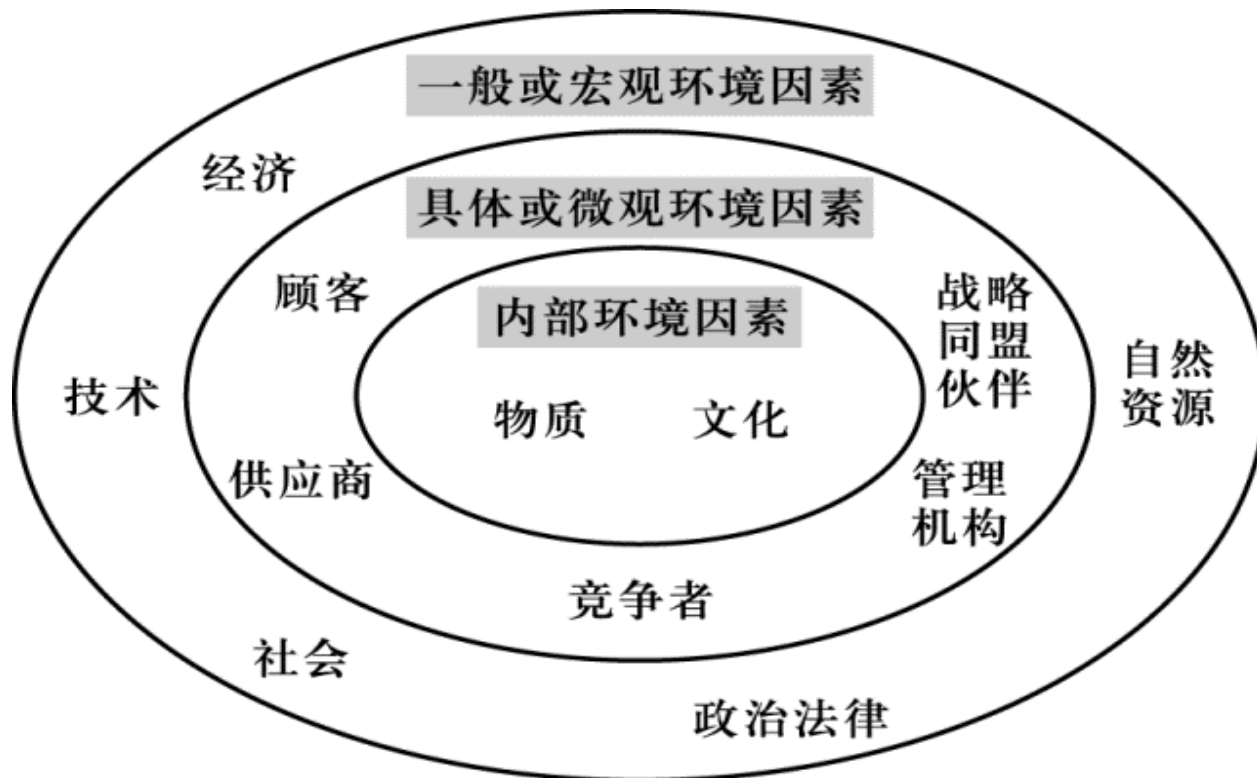 一般或宏观环境因素
经济
具体或微观环境因素
顾客
内部环境因素
战略
同盟
伙伴
自然
资源
技术
物质 文化
供应商
管理
机构
竞争者
社会
政治法律